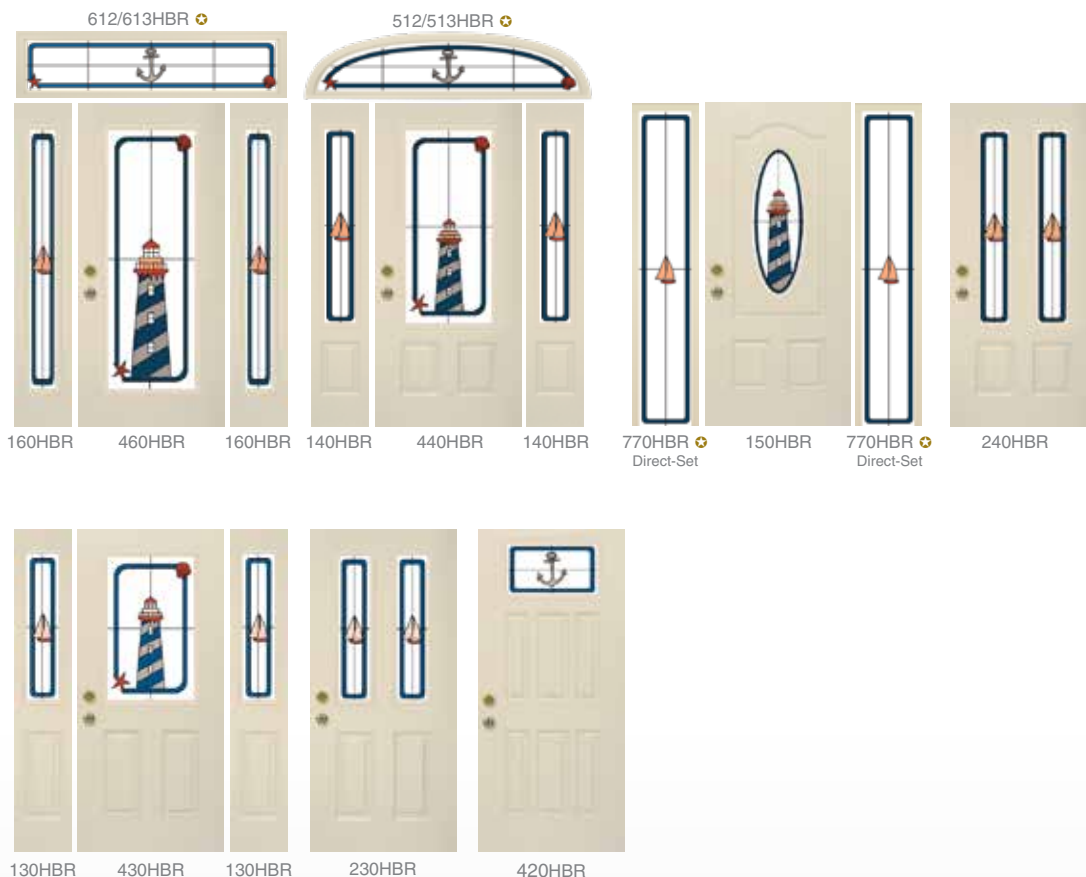 612/613HBR ✪
512/513HBR ✪
160HBR
460HBR
160HBR
140HBR
440HBR
140HBR
770HBR ✪
Direct-Set
150HBR
770HBR ✪
Direct-Set
240HBR
130HBR
430HBR
130HBR
230HBR
420HBR